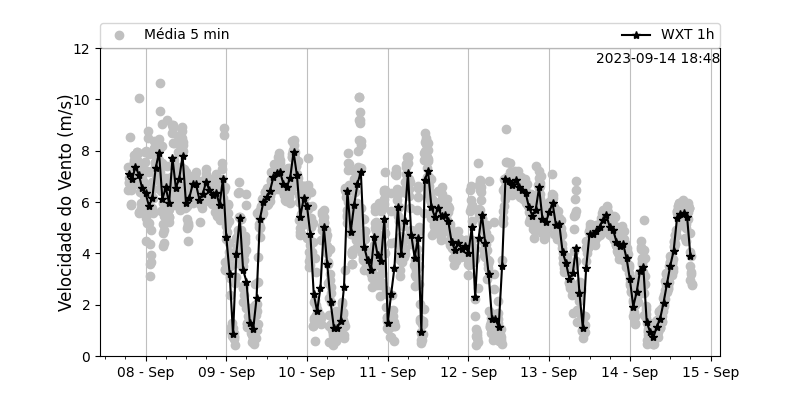 Média 5 min
WXT 1h
2023-09-14 18:48
Velocidade do Vento (m/s)
12
10
8
6
4
2
0
08 - Sep
09 - Sep
10 - Sep
11 - Sep
12 - Sep
13 - Sep
14 - Sep
15 - Sep